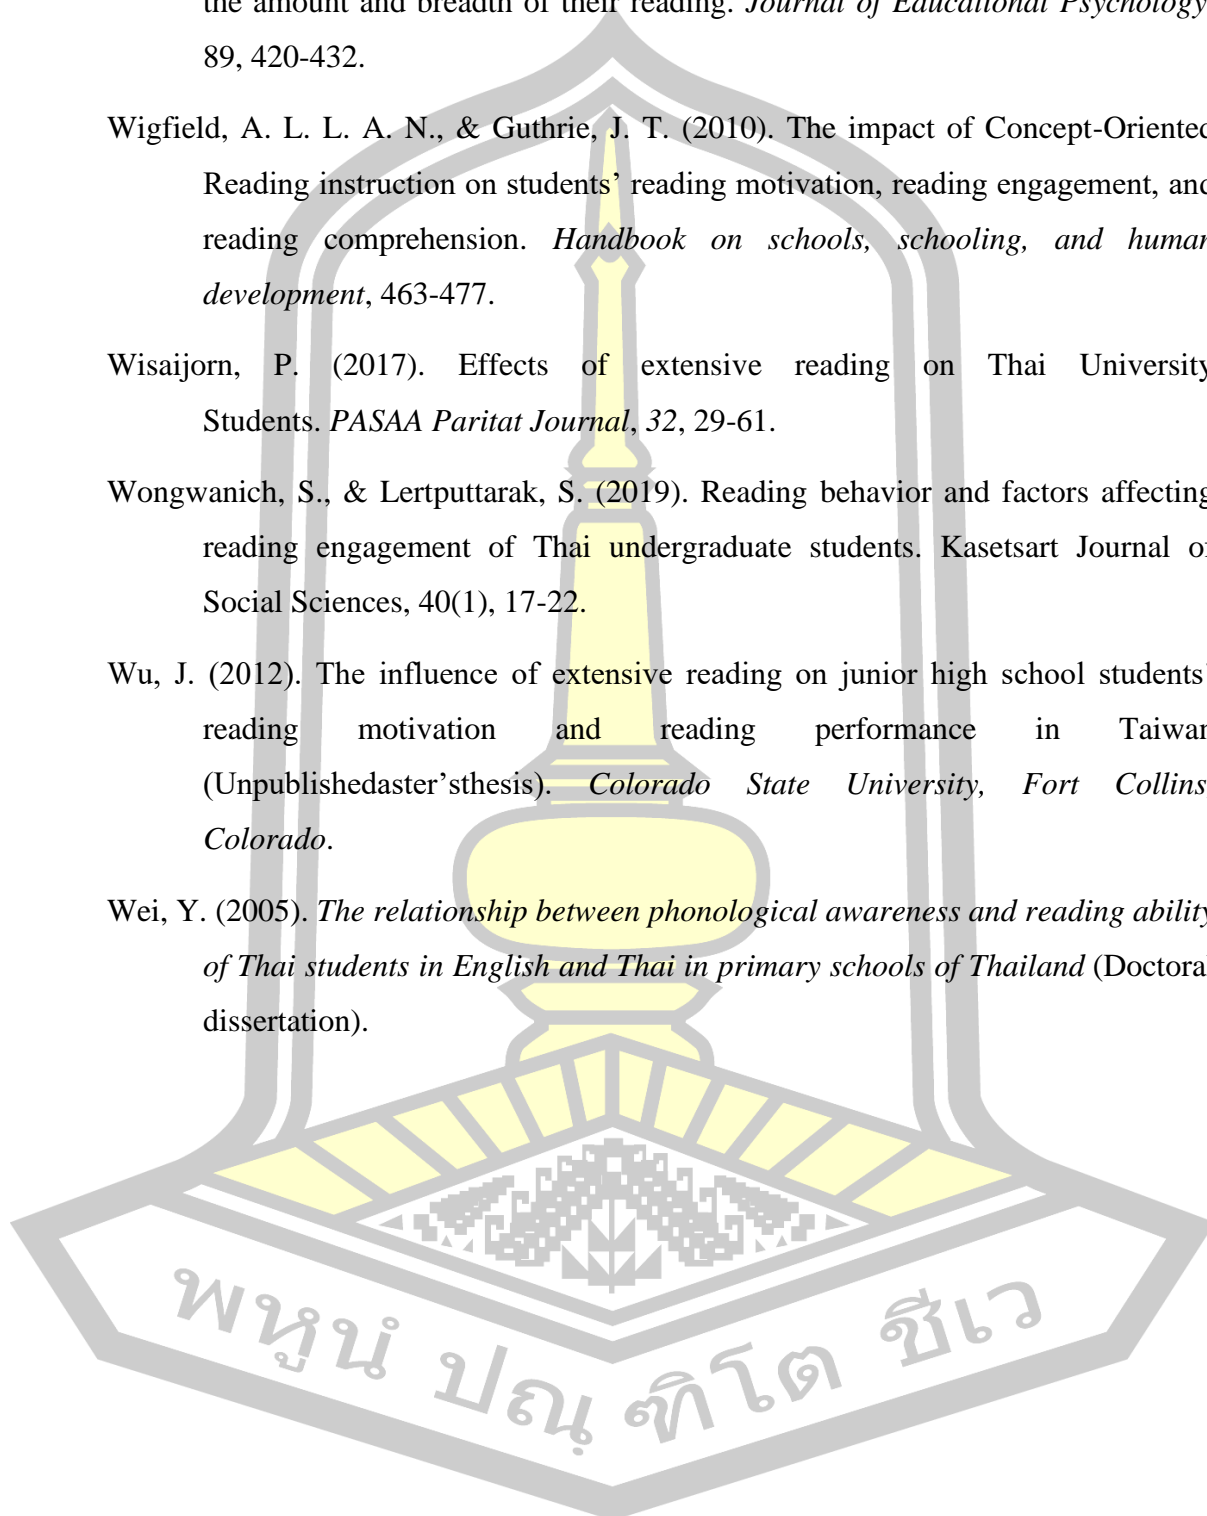 the amount and breadth of their reading. Journal of Educational Psychology,
89, 420-432.
Wigfield, A. L. L. A. N., & Guthrie, J. T. (2010). The impact of Concept-Oriented
Reading instruction on students’ reading motivation, reading engagement, and
reading comprehension. Handbook on schools, schooling, and human
development, 463-477.
Wisaijorn, P. (2017). Effects of extensive reading on Thai University
Students. PASAA Paritat Journal, 32, 29-61.
Wongwanich, S., & Lertputtarak, S. (2019). Reading behavior and factors affecting
reading engagement of Thai undergraduate students. Kasetsart Journal of
Social Sciences, 40(1), 17-22.
Wu, J. (2012). The influence of extensive reading on junior high school students’
reading motivation and reading performance in Taiwan
(Unpublishedaster’sthesis). Colorado State University, Fort Collins,
Colorado.
Wei, Y. (2005). The relationship between phonological awareness and reading ability
of Thai students in English and Thai in primary schools of Thailand (Doctoral
dissertation).
พหูนํ ปณฺฑิโต ชีเว